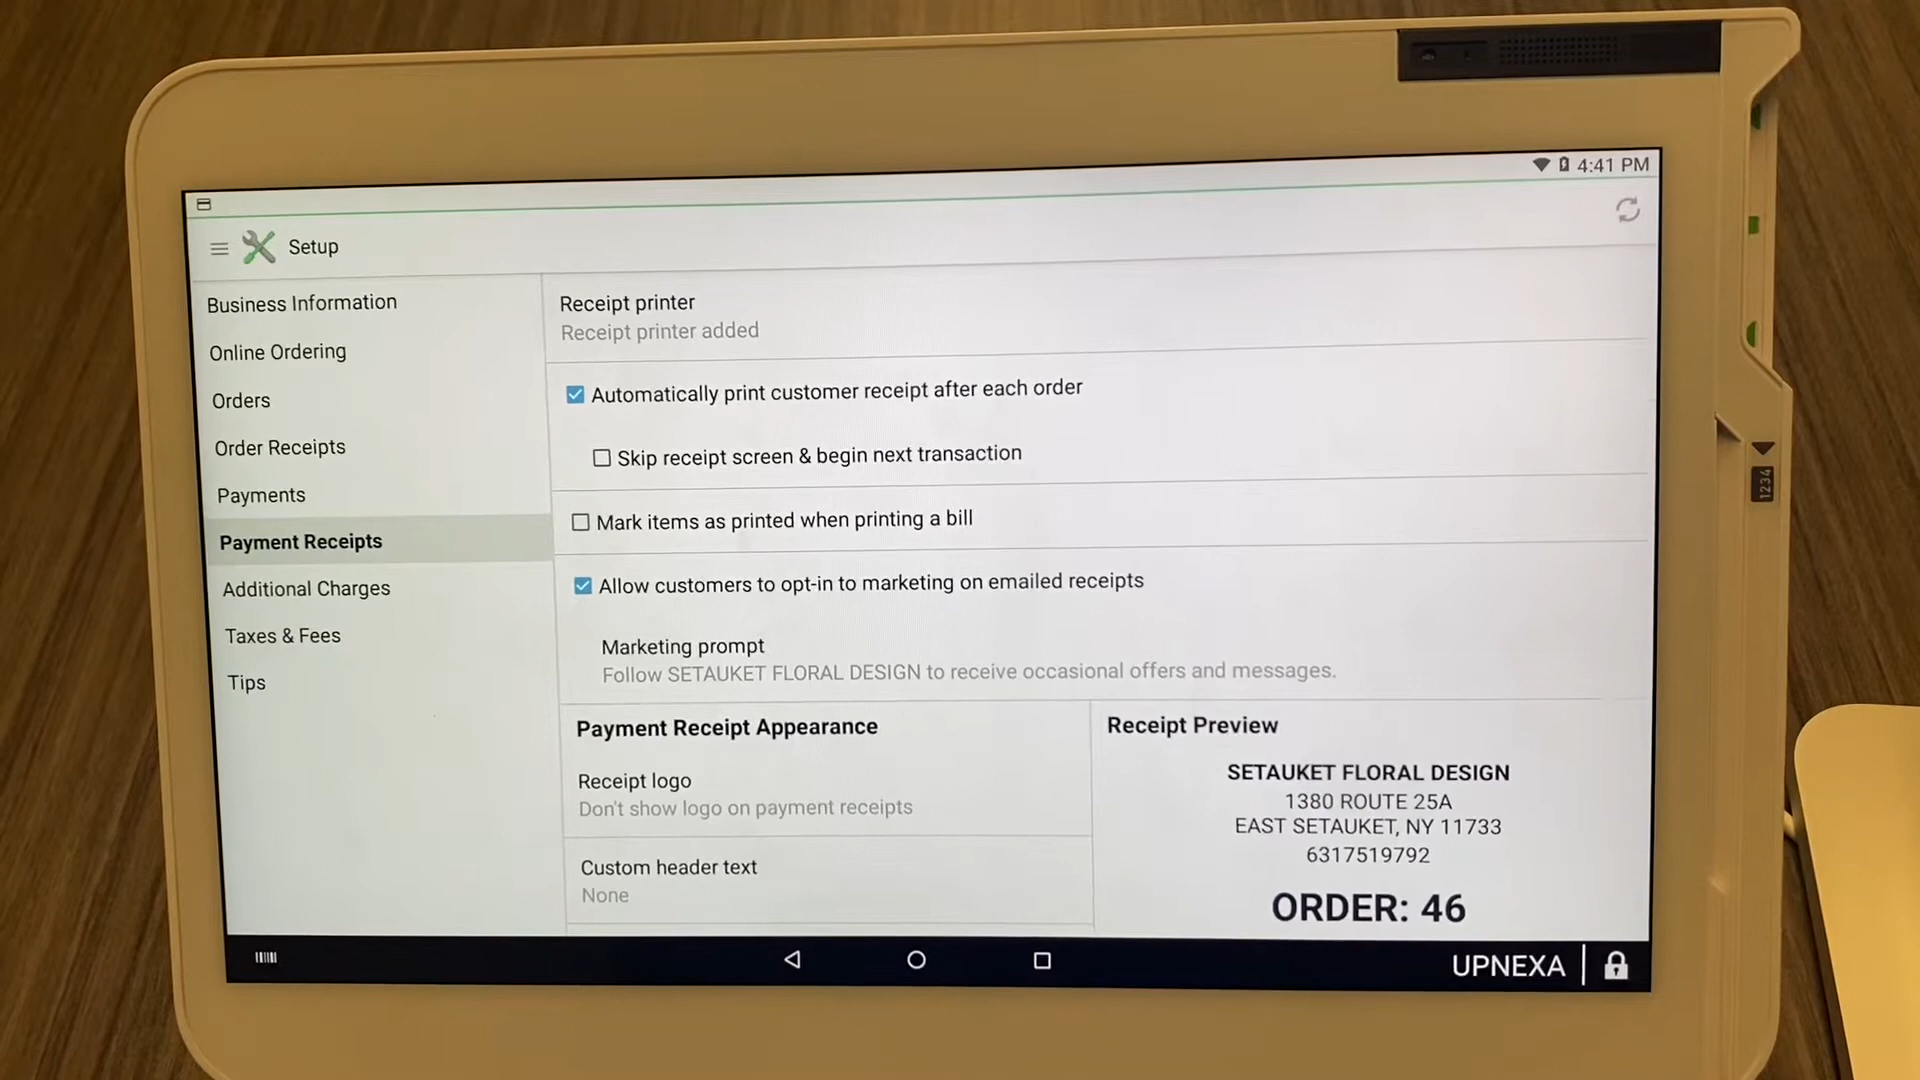 4:41 PM
Setup
Business Information
Online Ordering
Orders
Order Receipts
Payments
Payment Receipts
Additional Charges
Taxes & Fees
Tips
Receipt printer
Receipt printer added
Automatically print customer receipt after each order
Skip receipt screen & begin next transaction
Mark items as printed when printing a bill
Allow customers to opt-in to marketing on emailed receipts
Marketing prompt
Follow SETAUKET FLORAL DESIGN to receive occasional offers and messages.
Payment Receipt Appearance
Receipt logo
Don't show logo on payment receipts
Custom header text
None
Receipt Preview
SETAUKET FLORAL DESIGN
1380 ROUTE 25A
EAST SETAUKET, NY 11733
6317519792
ORDER: 46
UPNEXA
1234